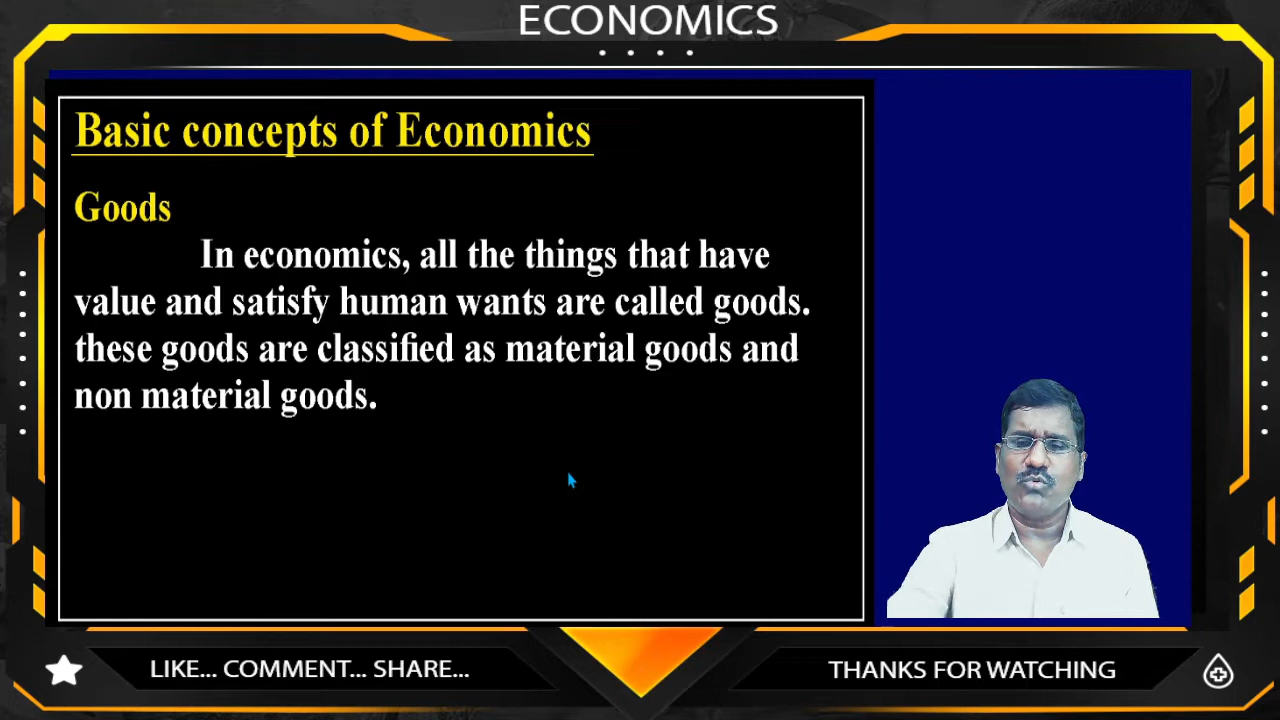 ECONOMICS
Basic concepts of Economics
Goods
In economics, all the things that have
value and satisfy human wants are called goods.
these goods are classified as material goods and
non material goods.
LIKE... COMMENT... SHARE...
THANKS FOR WATCHING